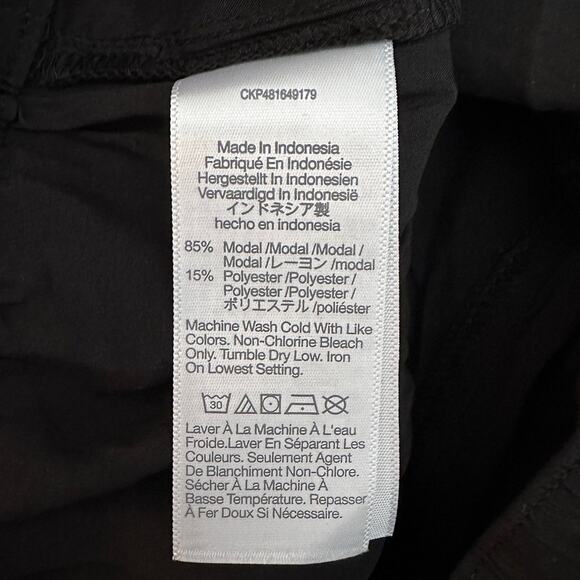 CKP481649179
Made In Indonesia
Fabriqué En Indonésie
Hergestellt In Indonesien
Vervaardigd In Indonesië
インドネシア製
hecho en indonesia
85% Modal /Modal /Modal /
Modal /レーヨン /modal
15% Polyester /Polyester /
Polyester /Polyester /
ポリエステル /poliéster
Machine Wash Cold With Like
Colors. Non-Chlorine Bleach
Only. Tumble Dry Low. Iron
On Lowest Setting.
30
Laver À La Machine À L'eau
Froide.Laver En Séparant Les
Couleurs. Seulement Agent
De Blanchiment Non-Chlore.
Sécher À La Machine À
Basse Température. Repasser
À Fer Doux Si Nécessaire.